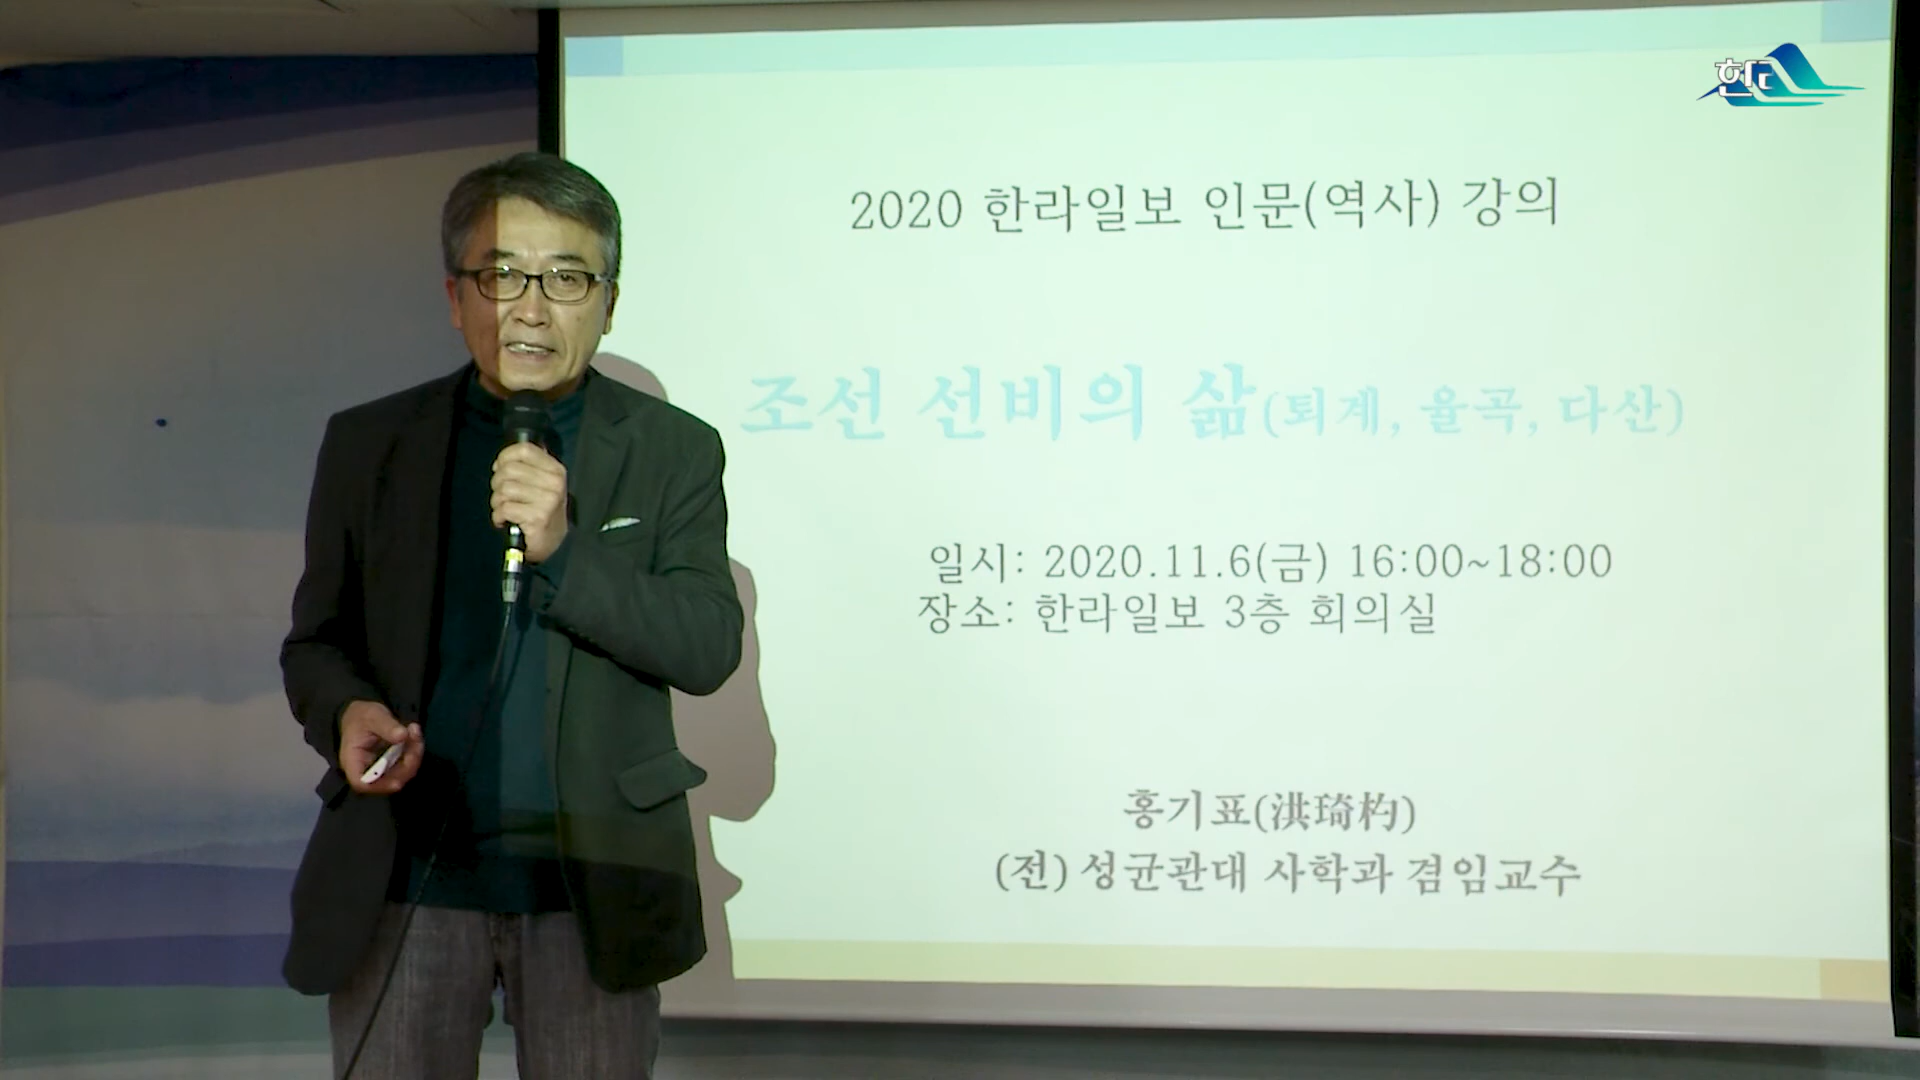 2020 한라일보 인문(역사) 강의
조선 선비의 삶(퇴계, 율곡, 다산)
일시: 2020.11.6(금) 16:00~18:00
장소: 한라일보 3층 회의실
홍기표(洪琦杓)
(전) 성균관대 사학과 겸임교수